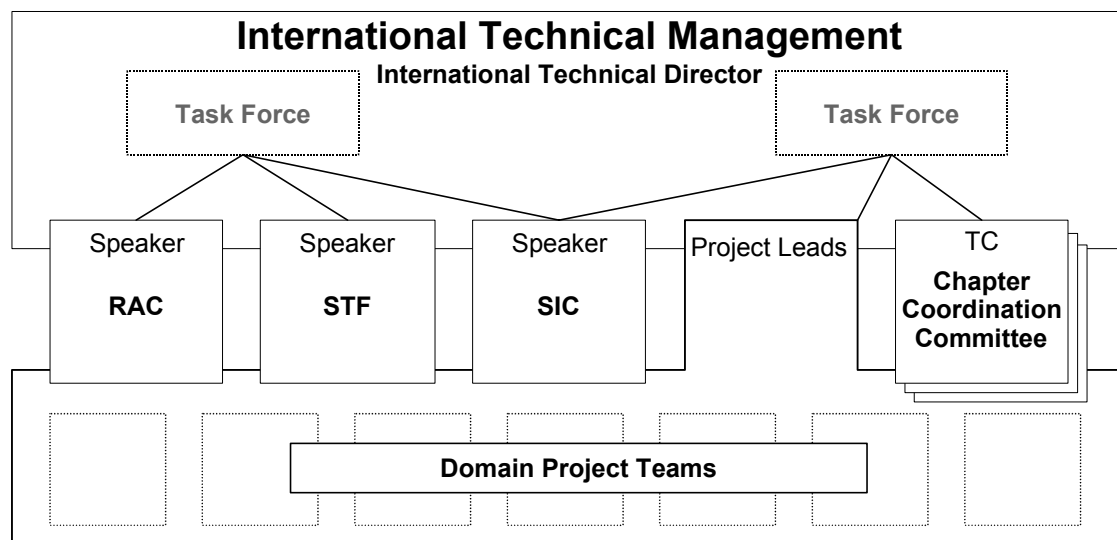 International Technical Management
International Technical Director
Task Force
Task Force
Speaker
RAC
Speaker
STF
Speaker
SIC
Project Leads
TC
Chapter
Coordination
Committee
Domain Project Teams